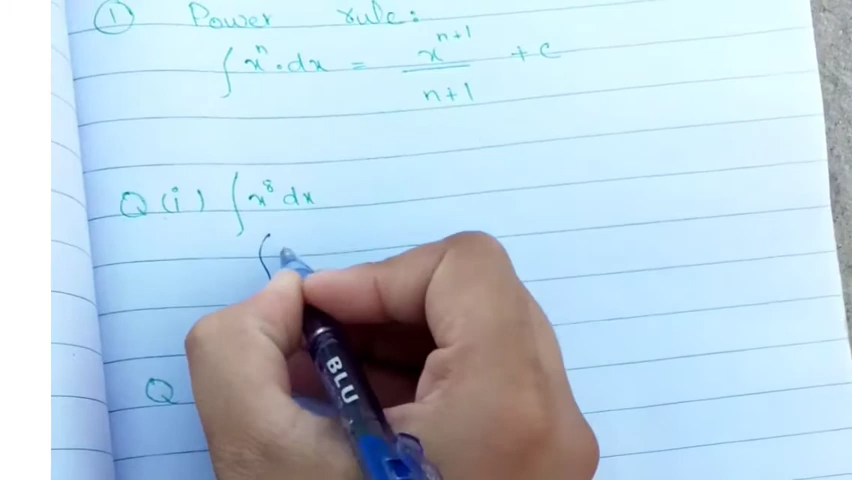 ① Power rule:
∫ xⁿ · dx = xⁿ⁺¹ / n+1 + c
Q (i) ∫ x⁸ dx
∫
Q
BLU